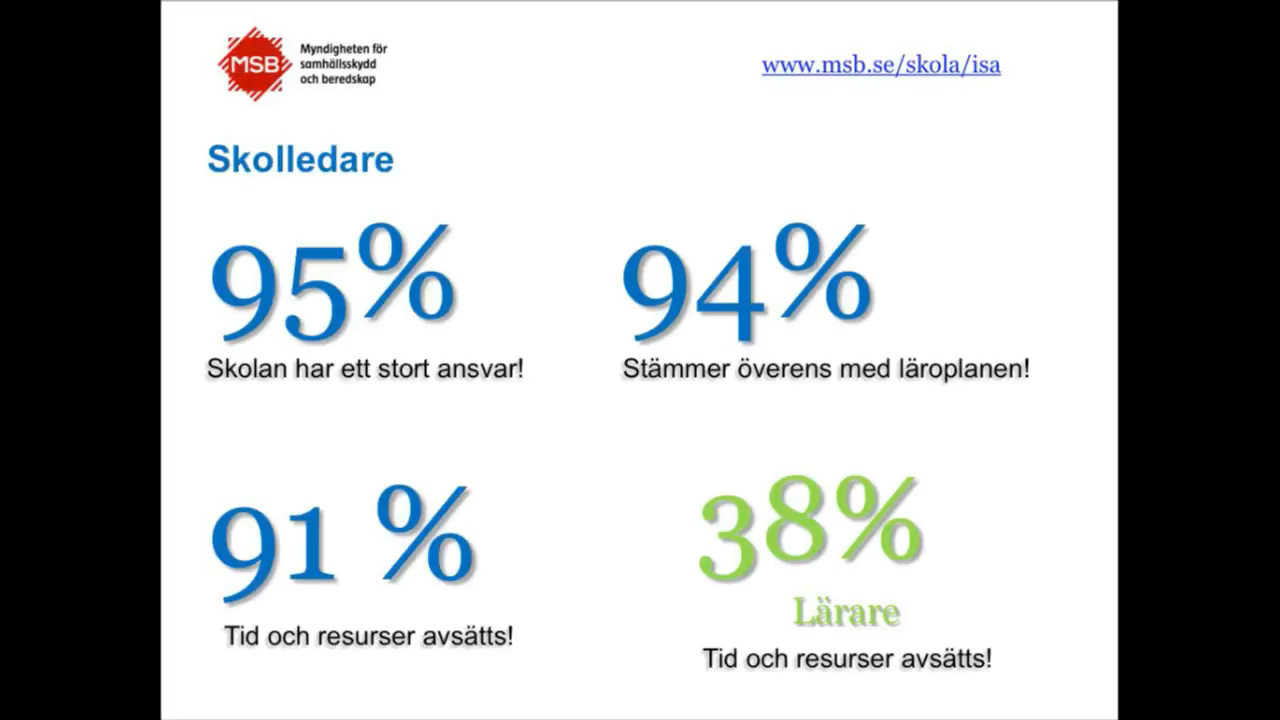 MSB
Myndigheten för
samhällsskydd
och beredskap
www.msb.se/skola/isa
Skolledare
95%
Skolan har ett stort ansvar!
94%
Stämmer överens med läroplanen!
91 %
Tid och resurser avsätts!
38%
Lärare
Tid och resurser avsätts!